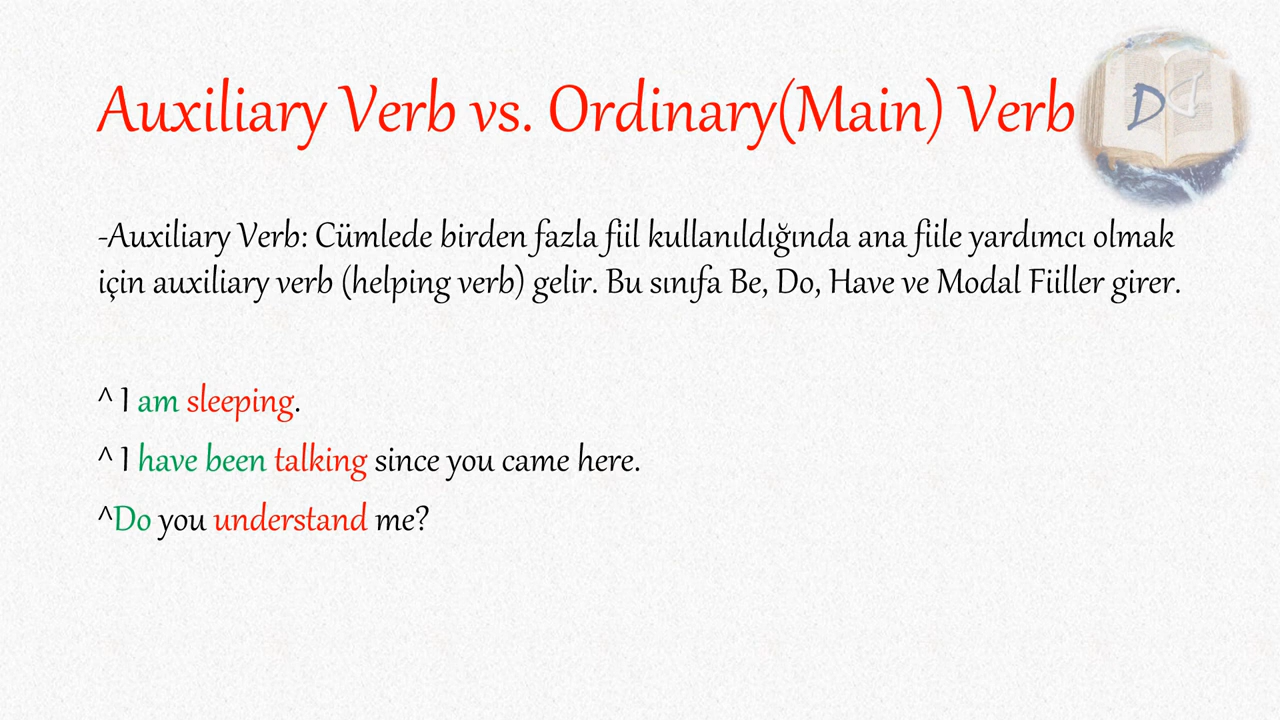 Auxiliary Verb vs. Ordinary(Main) Verb
D
-Auxiliary Verb: Cümlede birden fazla fiil kullanıldığında ana fiile yardımcı olmak
için auxiliary verb (helping verb) gelir. Bu sınıfa Be, Do, Have ve Modal Fiiller girer.
^ I am sleeping.
^ I have been talking since you came here.
^Do you understand me?